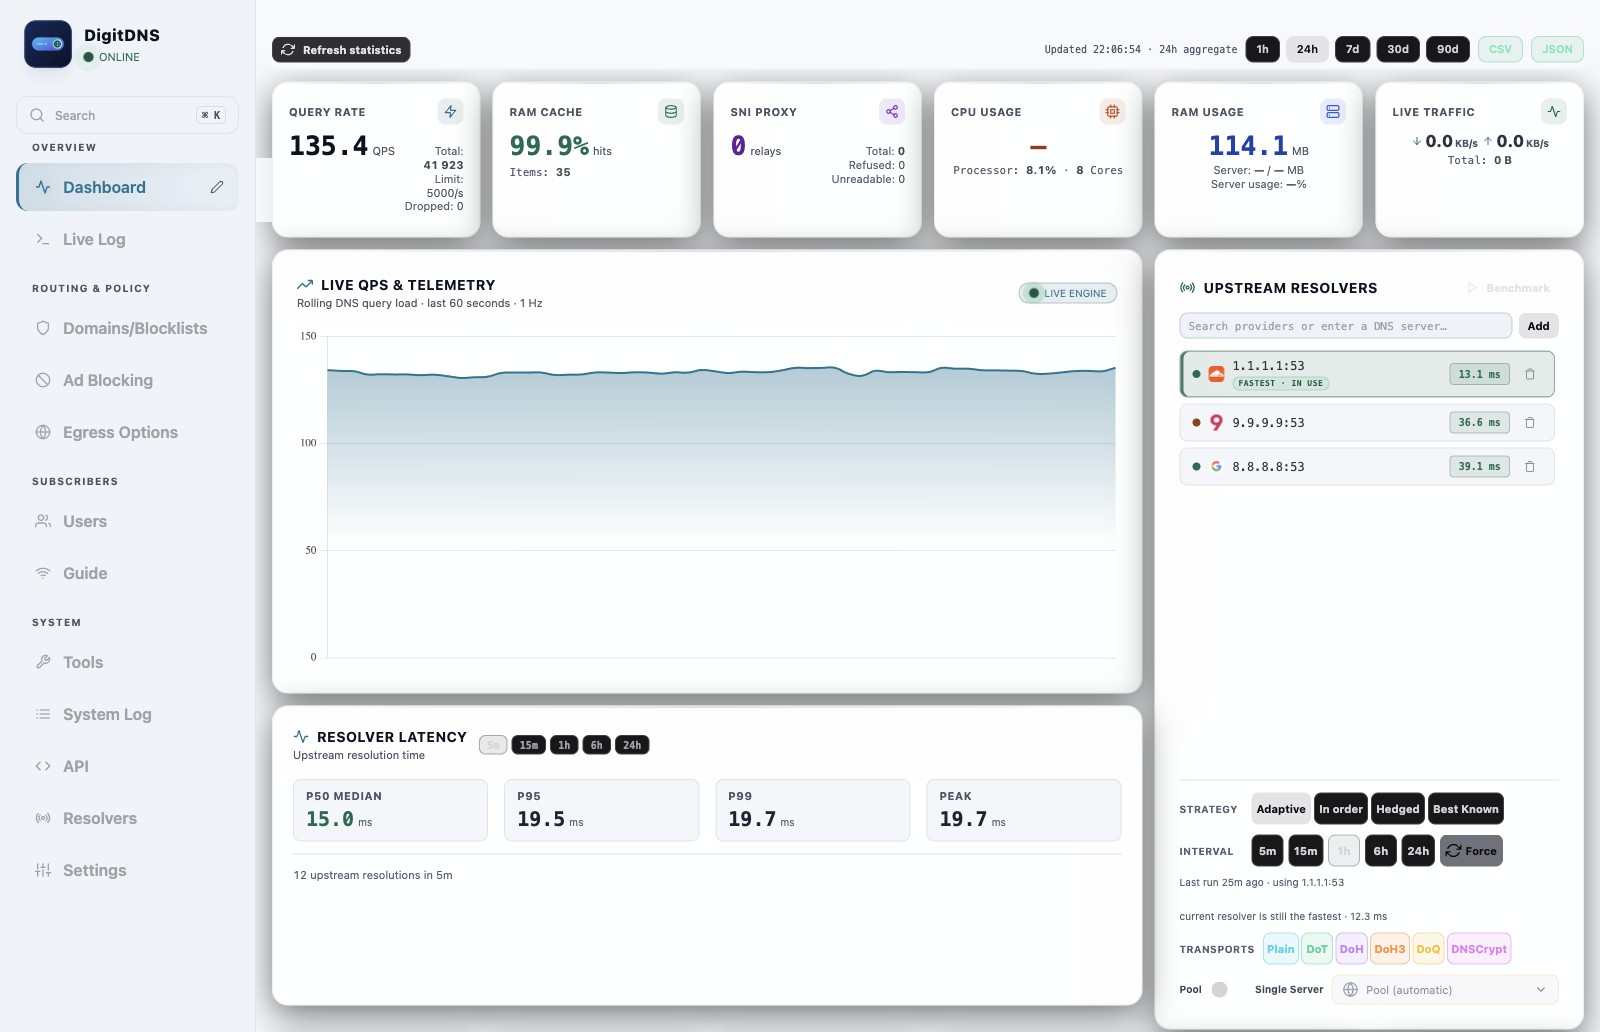 DigitDNS
ONLINE
Search
⌘ K
OVERVIEW
Dashboard
Live Log
ROUTING & POLICY
Domains/Blocklists
Ad Blocking
Egress Options
SUBSCRIBERS
Users
Guide
SYSTEM
Tools
System Log
API
Resolvers
Settings
Refresh statistics
Updated 22:06:54 · 24h aggregate
1h
24h
7d
30d
90d
CSV
JSON
QUERY RATE
135.4 QPS
Total:
41 923
Limit:
5000/s
Dropped: 0
RAM CACHE
99.9% hits
Items: 35
SNI PROXY
0 relays
Total: 0
Refused: 0
Unreadable: 0
CPU USAGE
—
Processor: 8.1% · 8 Cores
RAM USAGE
114.1 MB
Server: — / — MB
Server usage: —%
LIVE TRAFFIC
↓ 0.0 KB/s ↑ 0.0 KB/s
Total: 0 B
LIVE QPS & TELEMETRY
Rolling DNS query load · last 60 seconds · 1 Hz
LIVE ENGINE
150
100
50
0
RESOLVER LATENCY
Upstream resolution time
5m
15m
1h
6h
24h
P50 MEDIAN
15.0 ms
P95
19.5 ms
P99
19.7 ms
PEAK
19.7 ms
12 upstream resolutions in 5m
UPSTREAM RESOLVERS
Benchmark
Search providers or enter a DNS server…
Add
1.1.1.1:53
FASTEST · IN USE
13.1 ms
9.9.9.9:53
36.6 ms
8.8.8.8:53
39.1 ms
STRATEGY
Adaptive
In order
Hedged
Best Known
INTERVAL
5m
15m
1h
6h
24h
Force
Last run 25m ago · using 1.1.1.1:53
current resolver is still the fastest · 12.3 ms
TRANSPORTS
Plain
DoT
DoH
DoH3
DoQ
DNSCrypt
Pool
Single Server
Pool (automatic)